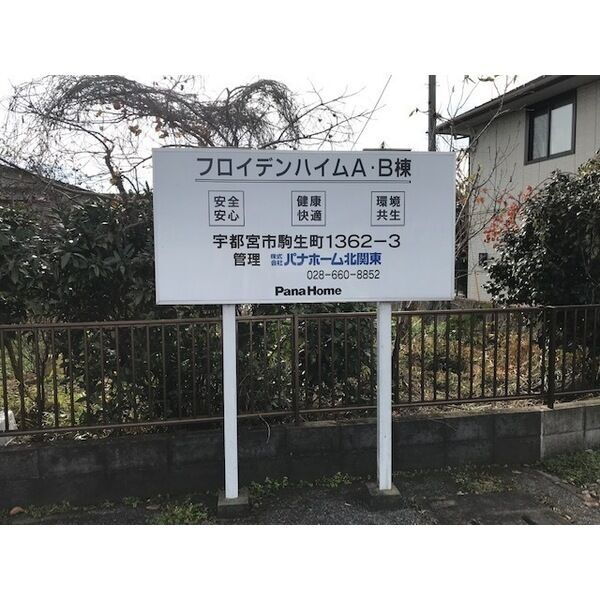 フロイデンハイムA・B棟
安全 健康 環境
安心 快適 共生
宇都宮市駒生町1362-3
管理 株式会社 パナホーム北関東
028-660-8852
PanaHome